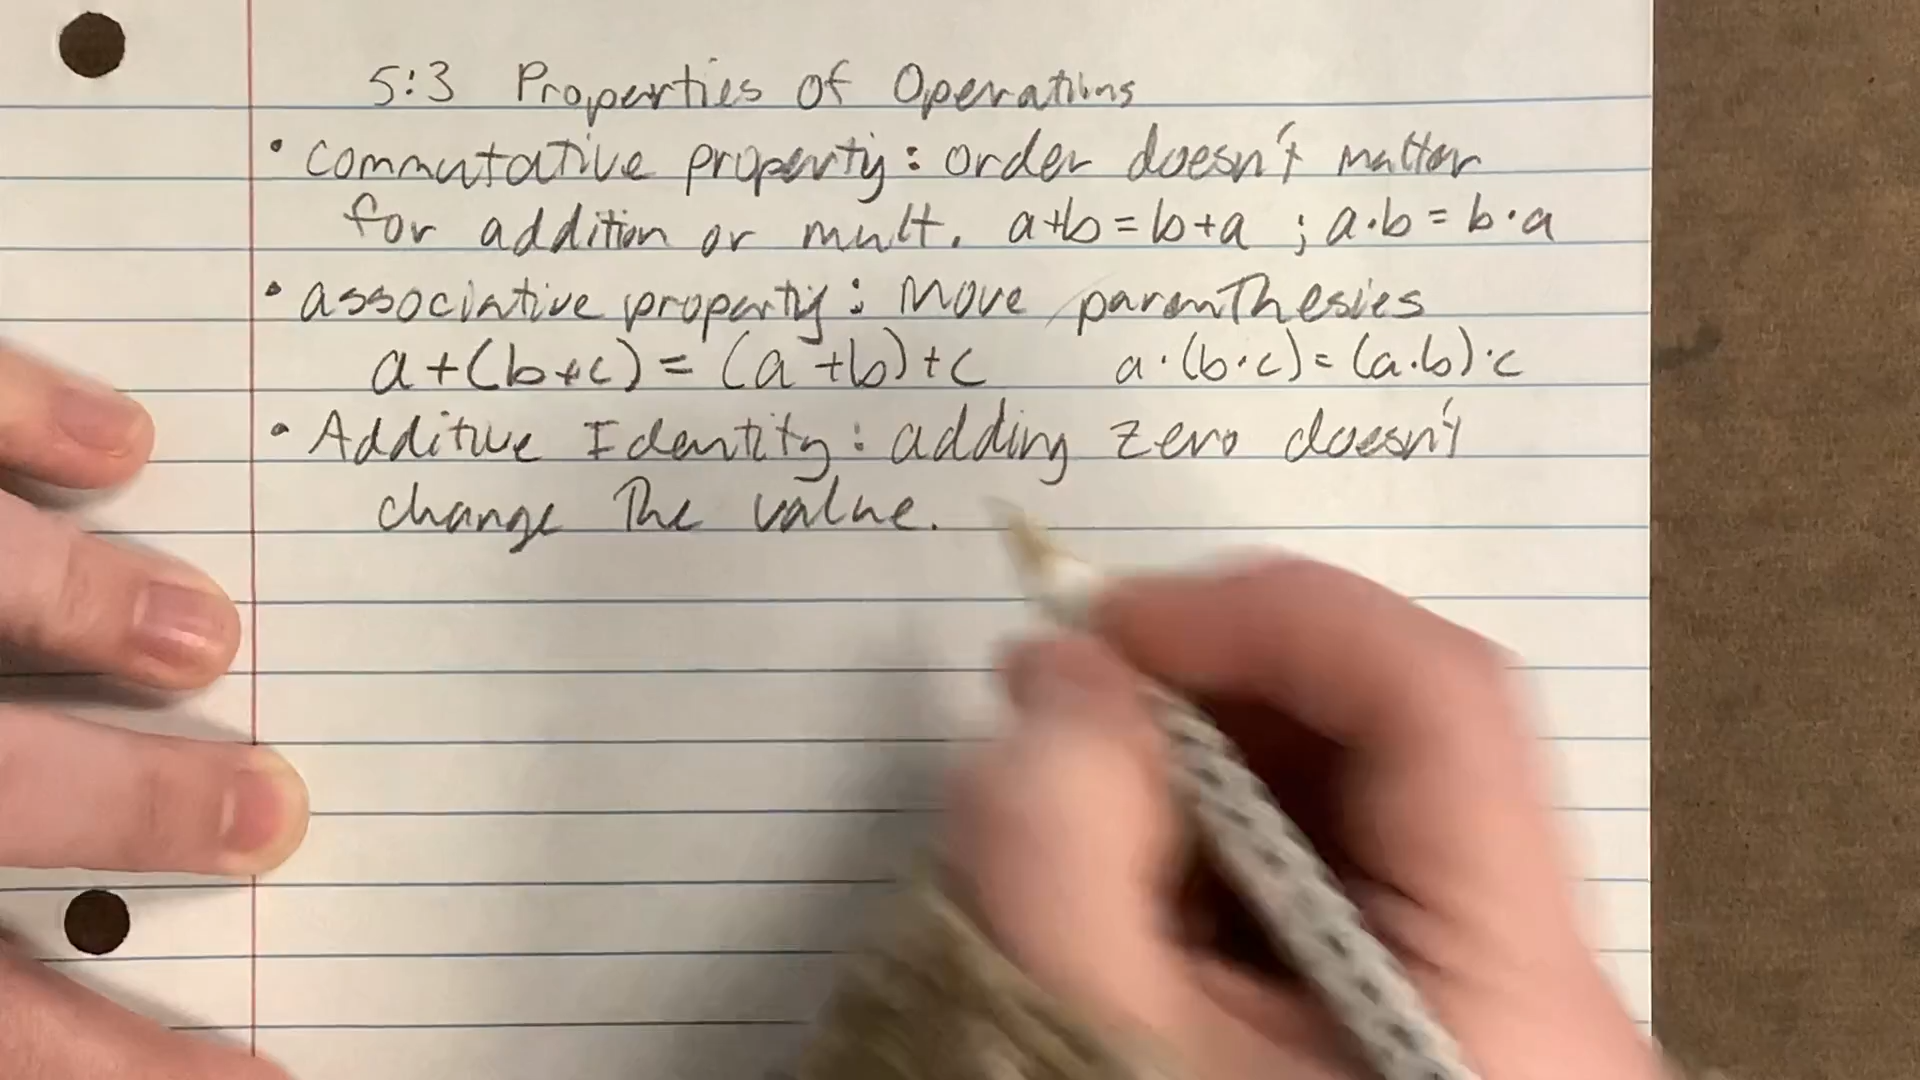 5:3 Properties of Operations
• commutative property: order doesn't matter
for addition or mult. a+b=b+a ; a·b=b·a
• associative property: Move parenthesies
a+(b+c)=(a+b)+c a·(b·c)=(a·b)·c
• Additive Identity: adding zero doesn't
change the value.